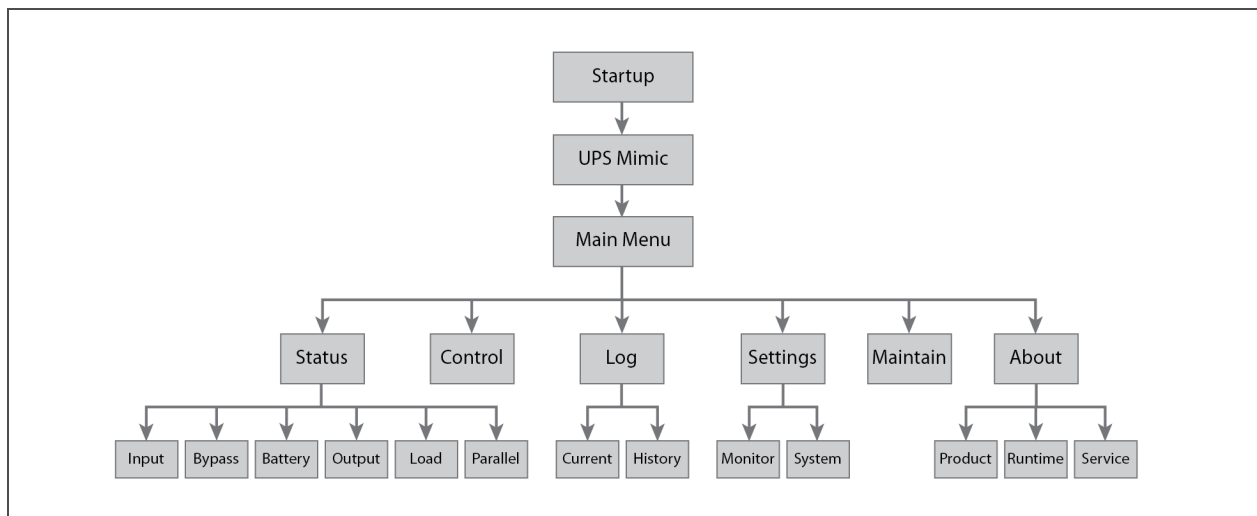 Startup
UPS Mimic
Main Menu
Status
Control
Log
Settings
Maintain
About
Input
Bypass
Battery
Output
Load
Parallel
Current
History
Monitor
System
Product
Runtime
Service